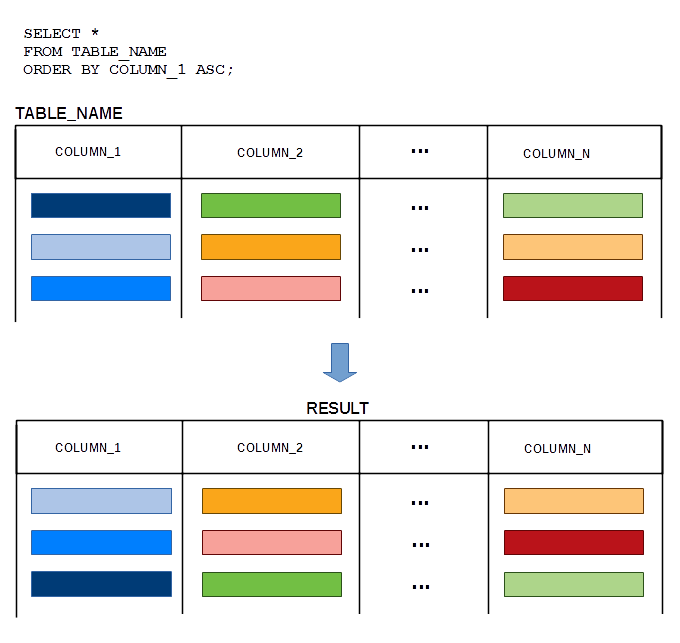 SELECT *
FROM TABLE_NAME
ORDER BY COLUMN_1 ASC;
TABLE_NAME
COLUMN_1 COLUMN_2 ... COLUMN_N
...
...
...
RESULT
COLUMN_1 COLUMN_2 ... COLUMN_N
...
...
...